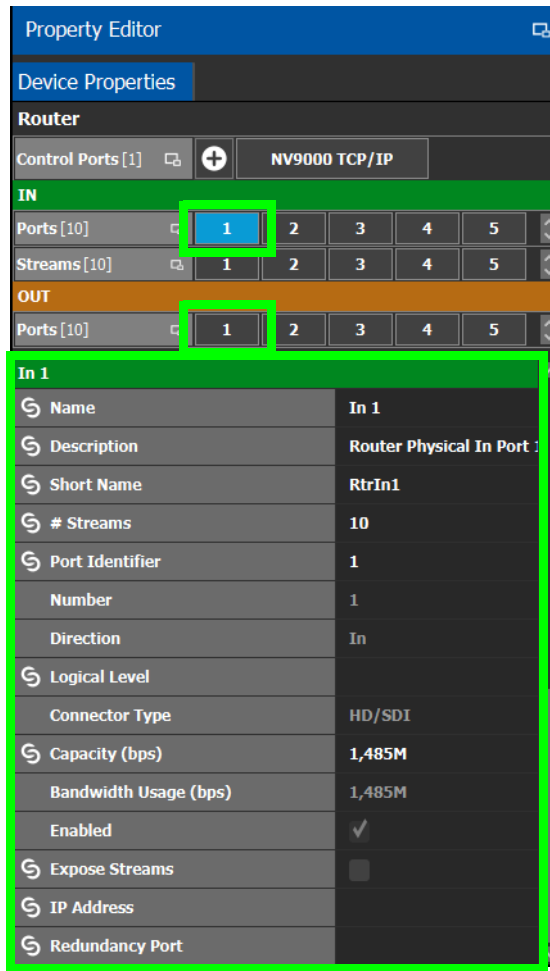 Property Editor
Device Properties
Router
Control Ports [1] NV9000 TCP/IP
IN
Ports [10] 1 2 3 4 5
Streams [10] 1 2 3 4 5
OUT
Ports [10] 1 2 3 4 5
In 1
Name In 1
Description Router Physical In Port 1
Short Name RtrIn1
# Streams 10
Port Identifier 1
Number 1
Direction In
Logical Level
Connector Type HD/SDI
Capacity (bps) 1,485M
Bandwidth Usage (bps) 1,485M
Enabled
Expose Streams
IP Address
Redundancy Port